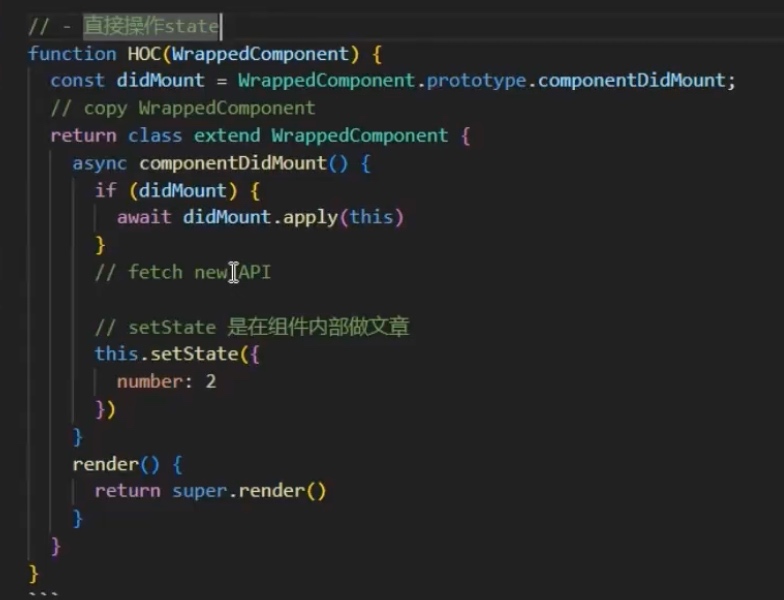 // - 直接操作state
function HOC(WrappedComponent) {
const didMount = WrappedComponent.prototype.componentDidMount;
// copy WrappedComponent
return class extend WrappedComponent {
async componentDidMount() {
if (didMount) {
await didMount.apply(this)
}
// fetch new API
// setState 是在组件内部做文章
this.setState({
number: 2
})
}
render() {
return super.render()
}
}
}
```